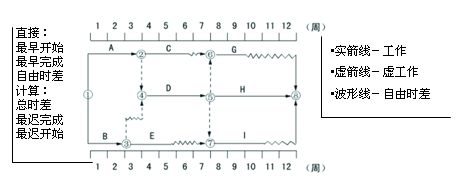 直接：
最早开始
最早完成
自由时差
计算：
总时差
最迟完成
最迟开始
1 2 3 4 5 6 7 8 9 10 11 12 (周)
A ② C ⑥ G
① ④ D ⑤ H ⑧
B ③ E ⑦ I
1 2 3 4 5 6 7 8 9 10 11 12 (周)
•实箭线－工作
•虚箭线－虚工作
•波形线－自由时差